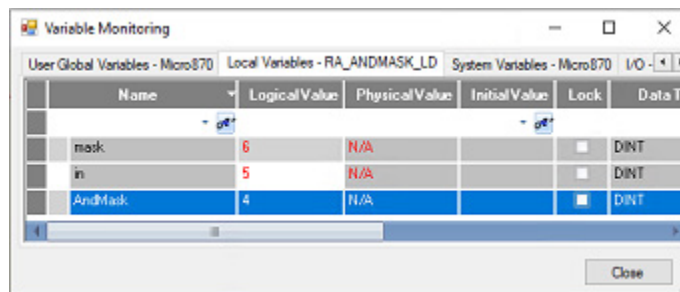 Variable Monitoring
User Global Variables - Micro870 Local Variables - RA_ANDMASK_LD System Variables - Micro870 I/O -
Name Logical Value Physical Value Initial Value Lock Data T
mask 6 N/A DINT
in 5 N/A DINT
AndMask 4 N/A DINT
Close